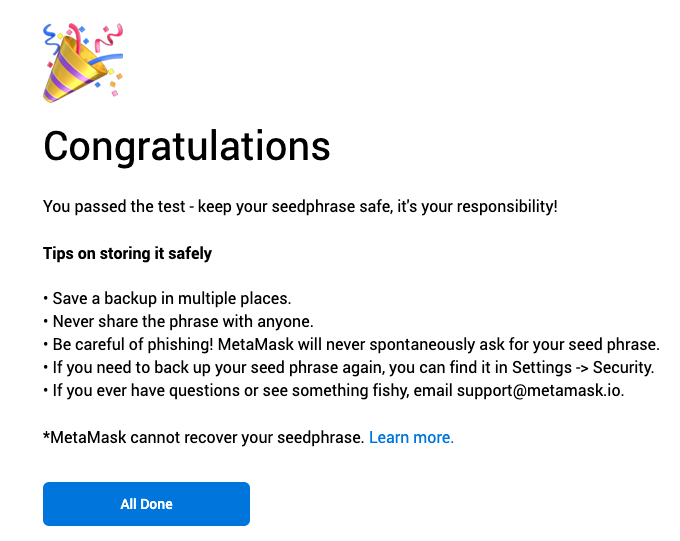 Congratulations
You passed the test - keep your seedphrase safe, it's your responsibility!
Tips on storing it safely
• Save a backup in multiple places.
• Never share the phrase with anyone.
• Be careful of phishing! MetaMask will never spontaneously ask for your seed phrase.
• If you need to back up your seed phrase again, you can find it in Settings -> Security.
• If you ever have questions or see something fishy, email support@metamask.io.
*MetaMask cannot recover your seedphrase. Learn more.
All Done